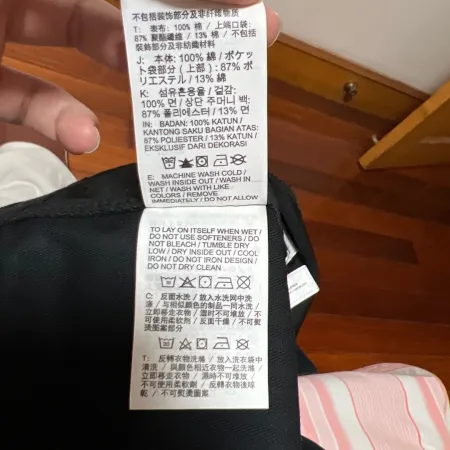 不包括装饰部分及非纤维物质
T: 表布: 100% 棉 / 上端口袋:
87% 聚酯纖維 / 13% 棉 / 不包括
裝飾部分及非紡織材料
J: 本体: 100% 綿 / ポケッ
ト袋部分 (上部): 87% ポ
リエステル / 13% 綿
K: 섬유혼용율 / 겉감:
100% 면 / 상단 주머니 백:
87% 폴리에스터 / 13% 면
IN: BADAN: 100% KATUN /
KANTONG SAKU BAGIAN ATAS:
87% POLIESTER / 13% KATUN /
EKSKLUSIF DARI DEKORASI
E: MACHINE WASH COLD /
WASH INSIDE OUT / WASH IN
NET / WASH WITH LIKE
COLORS / REMOVE
IMMEDIATELY / DO NOT ALLOW
TO LAY ON ITSELF WHEN WET /
DO NOT USE SOFTENERS / DO
NOT BLEACH / TUMBLE DRY
LOW / DRY INSIDE OUT / COOL
IRON / DO NOT IRON DESIGN /
DO NOT DRY CLEAN
C: 反面水洗 / 放入水洗网中洗
涤 / 与相似颜色的制品一同水洗 /
立即移走衣物 / 湿时不可堆放 / 不
可使用柔软剂 / 反面干燥 / 不可熨
烫图案部分
T: 反轉衣物洗滌 / 放入洗衣袋中
清洗 / 與顏色相近衣物一起洗滌 /
立即移走衣物 / 濕時不可堆放 /
不可使用柔軟劑 / 反轉衣物後晾
乾 / 不可熨燙圖案